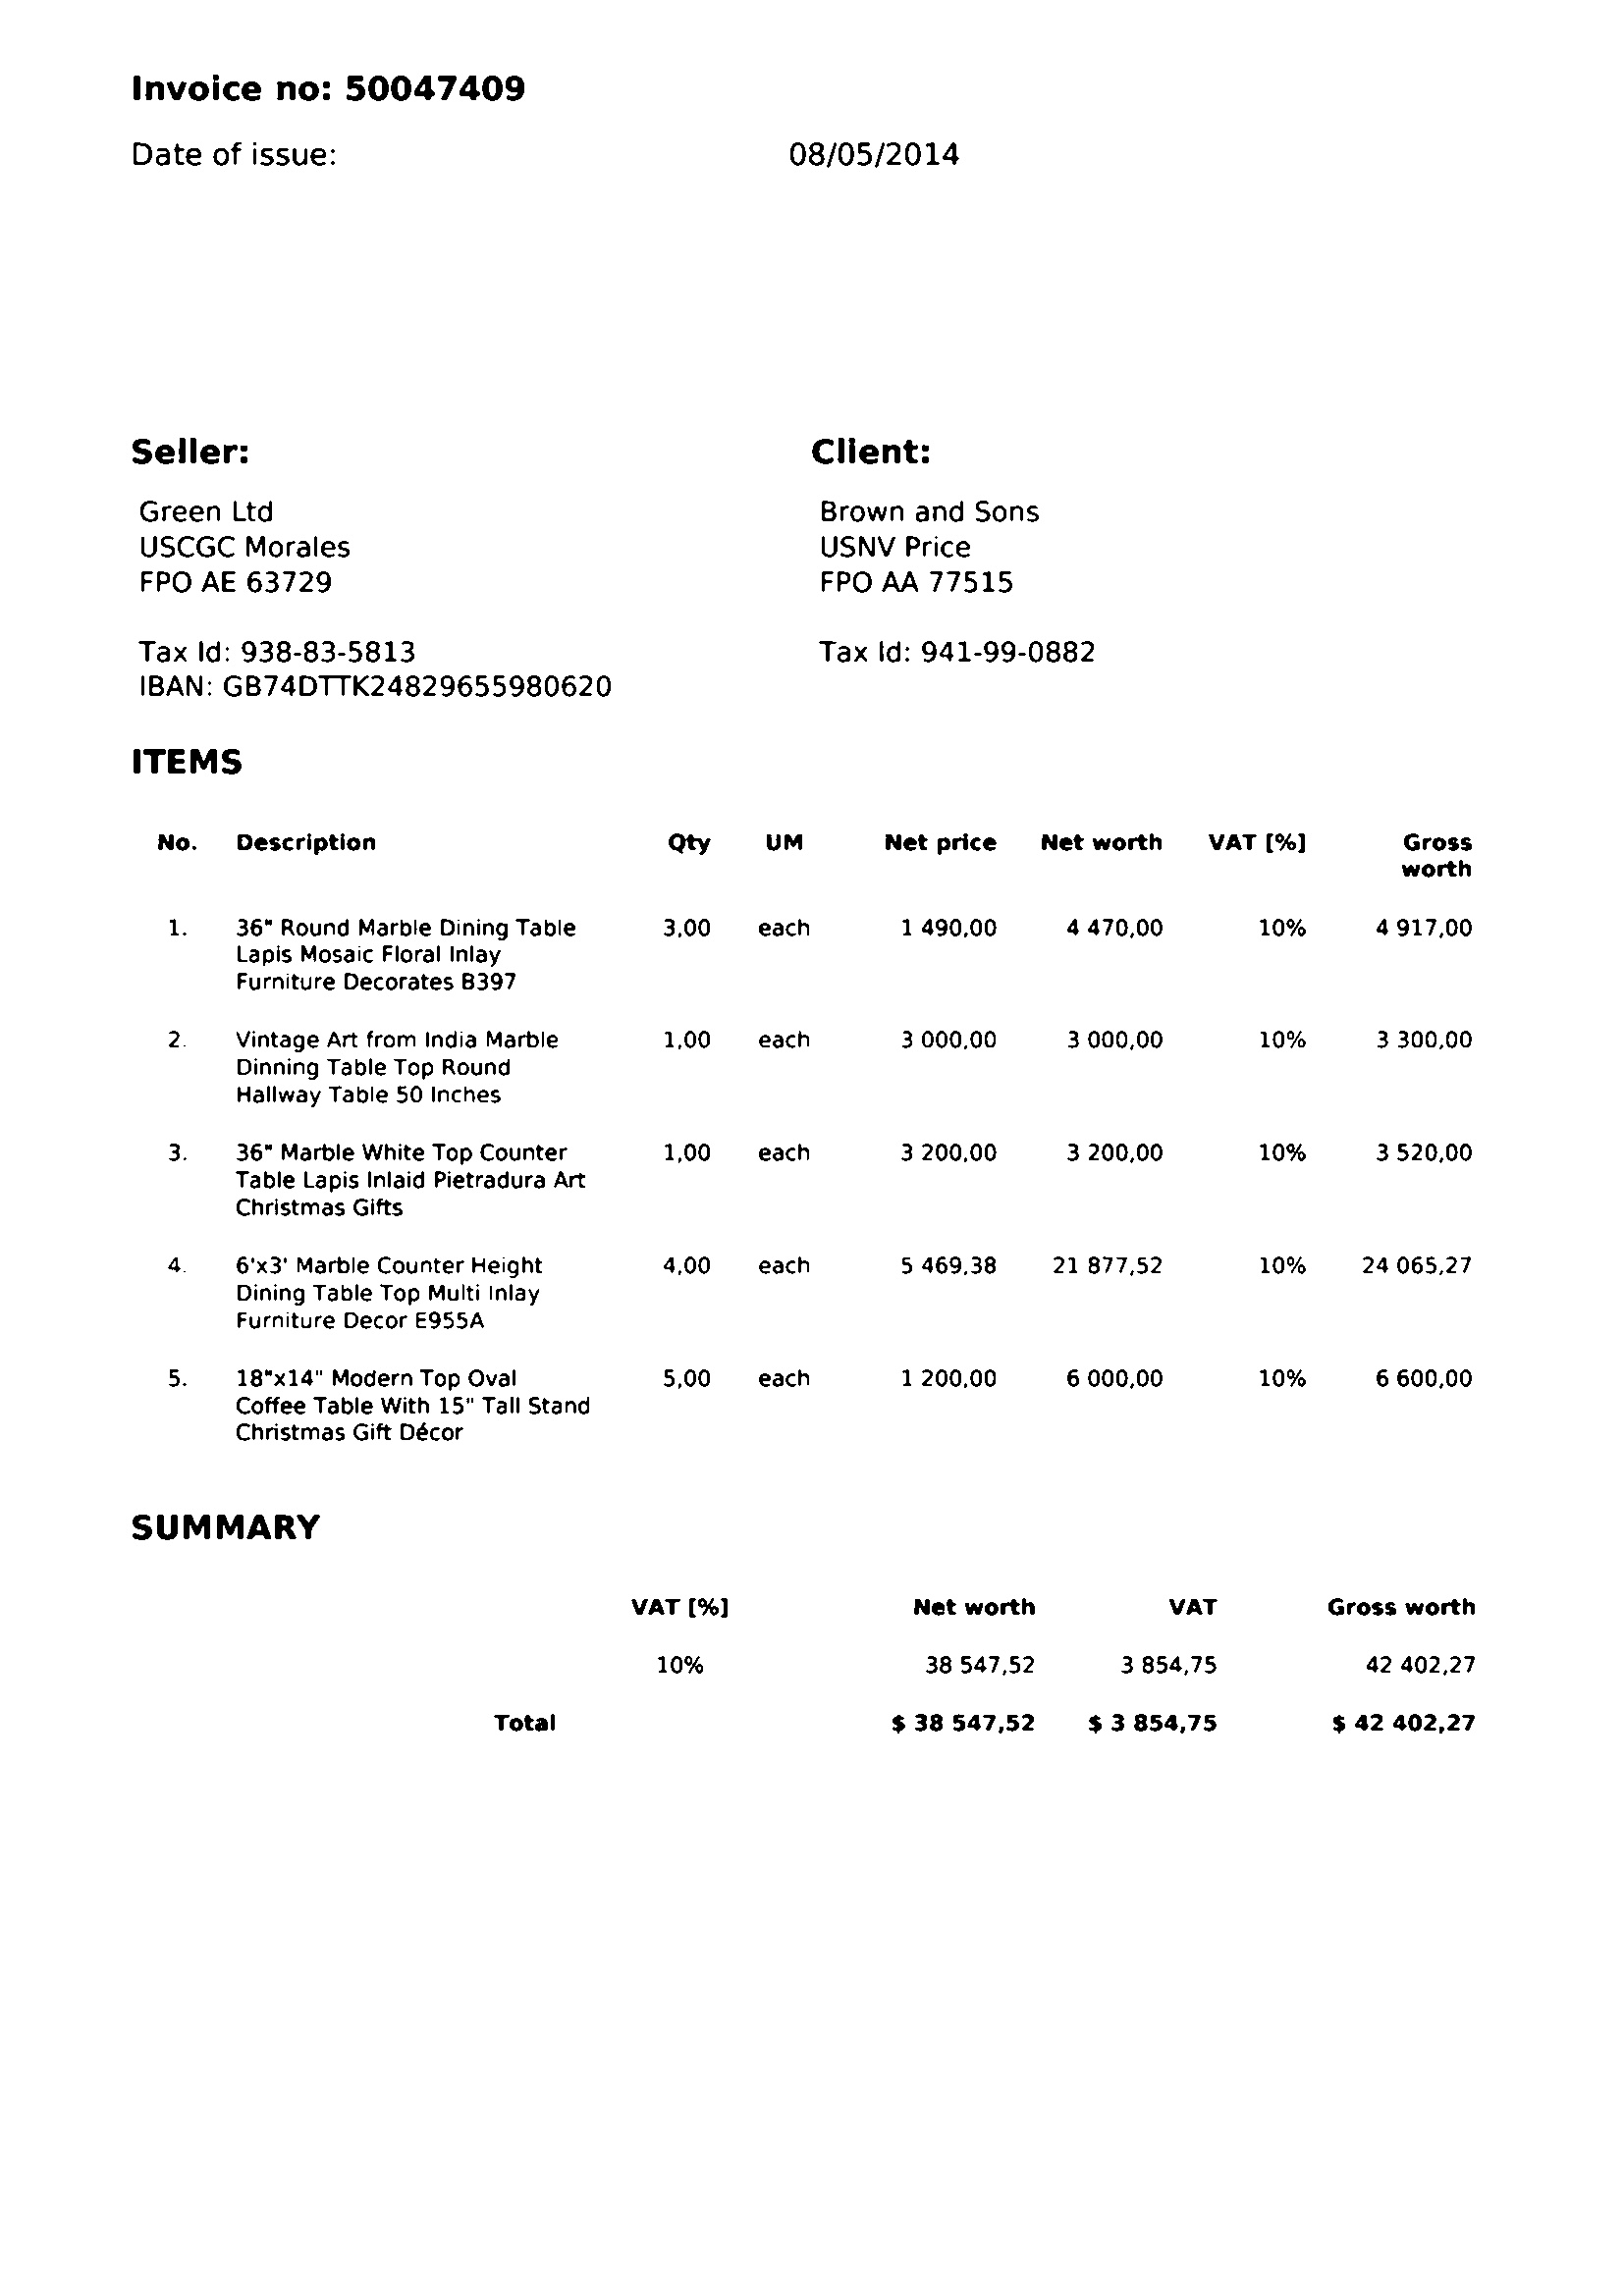 Invoice no: 50047409
Date of issue: 08/05/2014
Seller:
Green Ltd
USCGC Morales
FPO AE 63729
Tax Id: 938-83-5813
IBAN: GB74DTTK24829655980620
Client:
Brown and Sons
USNV Price
FPO AA 77515
Tax Id: 941-99-0882
ITEMS
No. Description Qty UM Net price Net worth VAT [%] Gross
worth
1. 36" Round Marble Dining Table 3,00 each 1 490,00 4 470,00 10% 4 917,00
Lapis Mosaic Floral Inlay
Furniture Decorates B397
2. Vintage Art from India Marble 1,00 each 3 000,00 3 000,00 10% 3 300,00
Dinning Table Top Round
Hallway Table 50 Inches
3. 36" Marble White Top Counter 1,00 each 3 200,00 3 200,00 10% 3 520,00
Table Lapis Inlaid Pietradura Art
Christmas Gifts
4. 6'x3' Marble Counter Height 4,00 each 5 469,38 21 877,52 10% 24 065,27
Dining Table Top Multi Inlay
Furniture Decor E955A
5. 18"x14" Modern Top Oval 5,00 each 1 200,00 6 000,00 10% 6 600,00
Coffee Table With 15" Tall Stand
Christmas Gift Décor
SUMMARY
VAT [%] Net worth VAT Gross worth
10% 38 547,52 3 854,75 42 402,27
Total $ 38 547,52 $ 3 854,75 $ 42 402,27